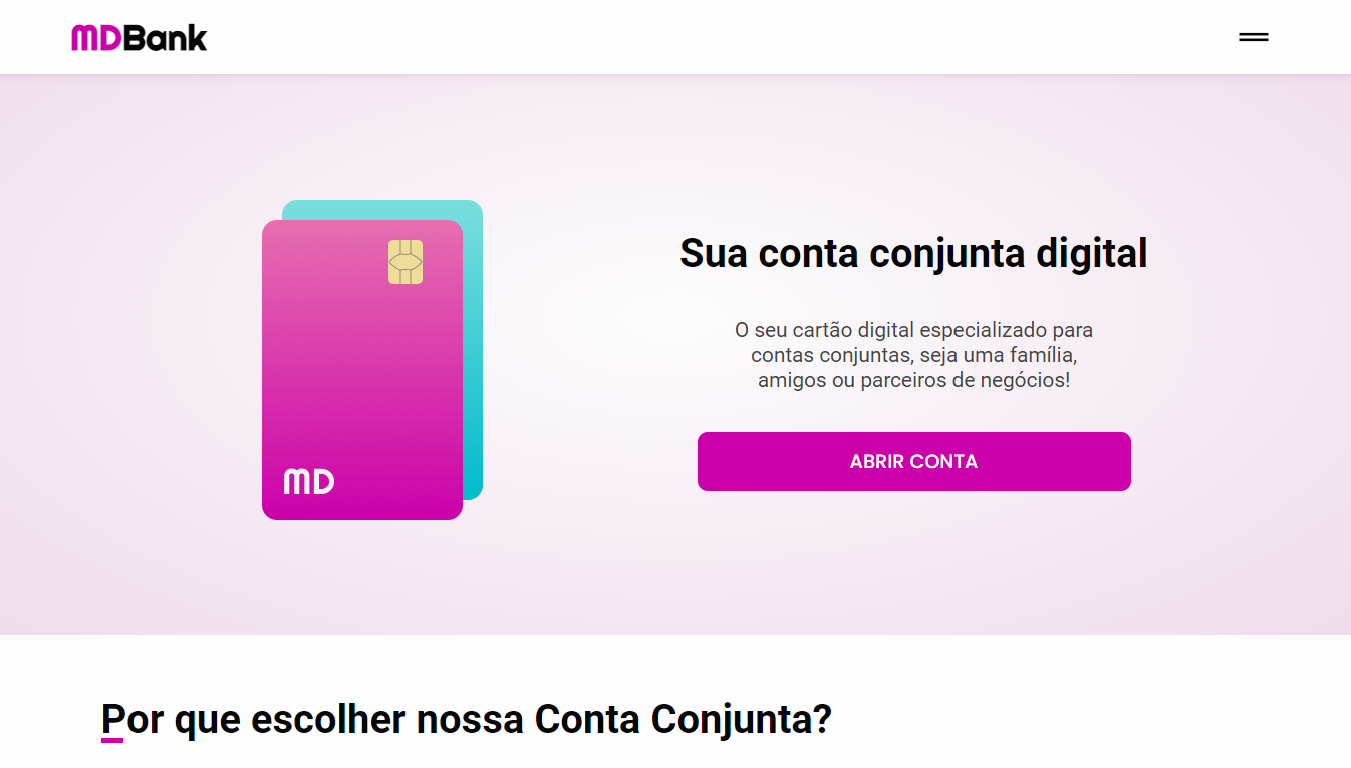 MDBank
Sua conta conjunta digital
O seu cartão digital especializado para
contas conjuntas, seja uma família,
amigos ou parceiros de negócios!
ABRIR CONTA
MD
Por que escolher nossa Conta Conjunta?